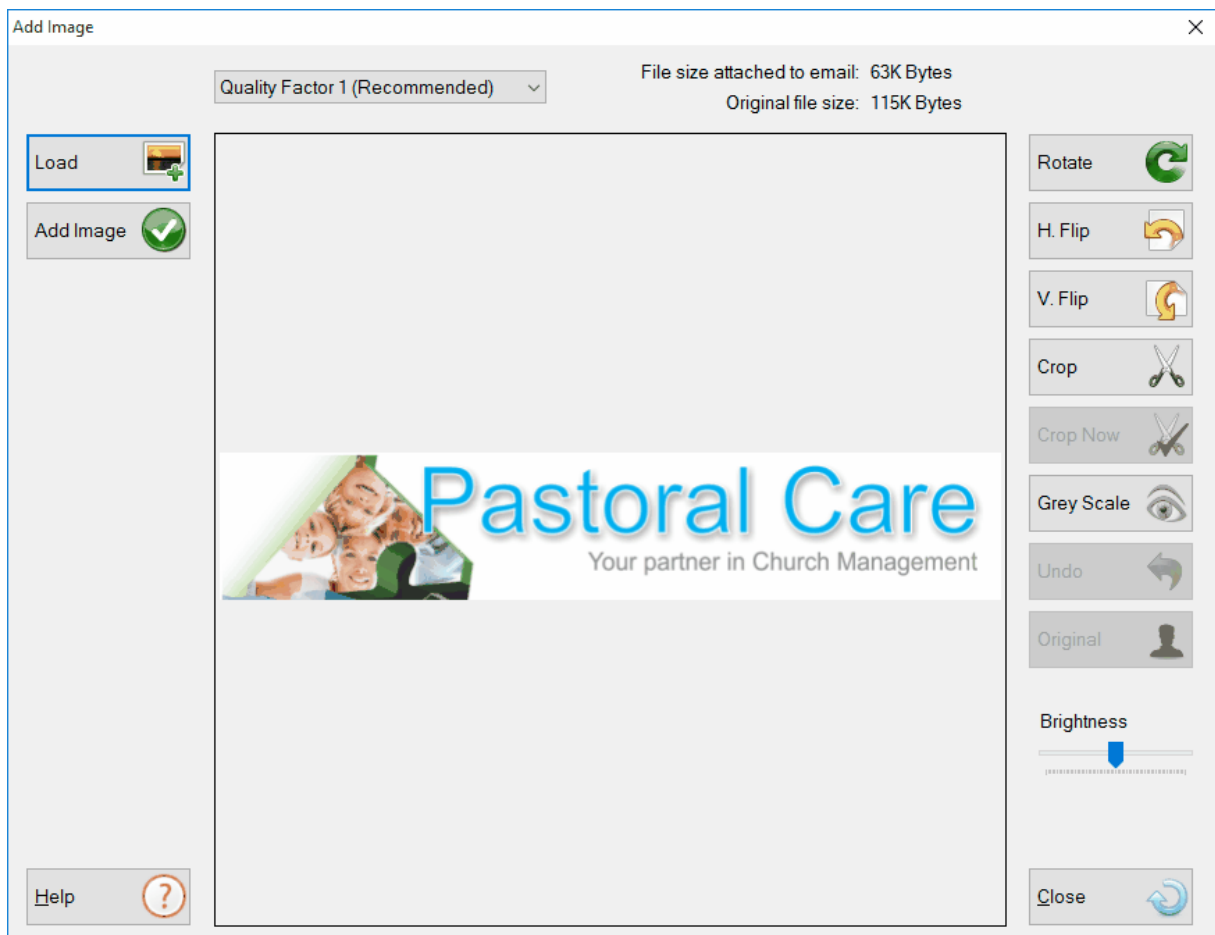 Add Image
Quality Factor 1 (Recommended)
File size attached to email: 63K Bytes
Original file size: 115K Bytes
Load
Add Image
Rotate
H. Flip
V. Flip
Crop
Crop Now
Grey Scale
Undo
Original
Brightness
Pastoral Care
Your partner in Church Management
Help
?
Close